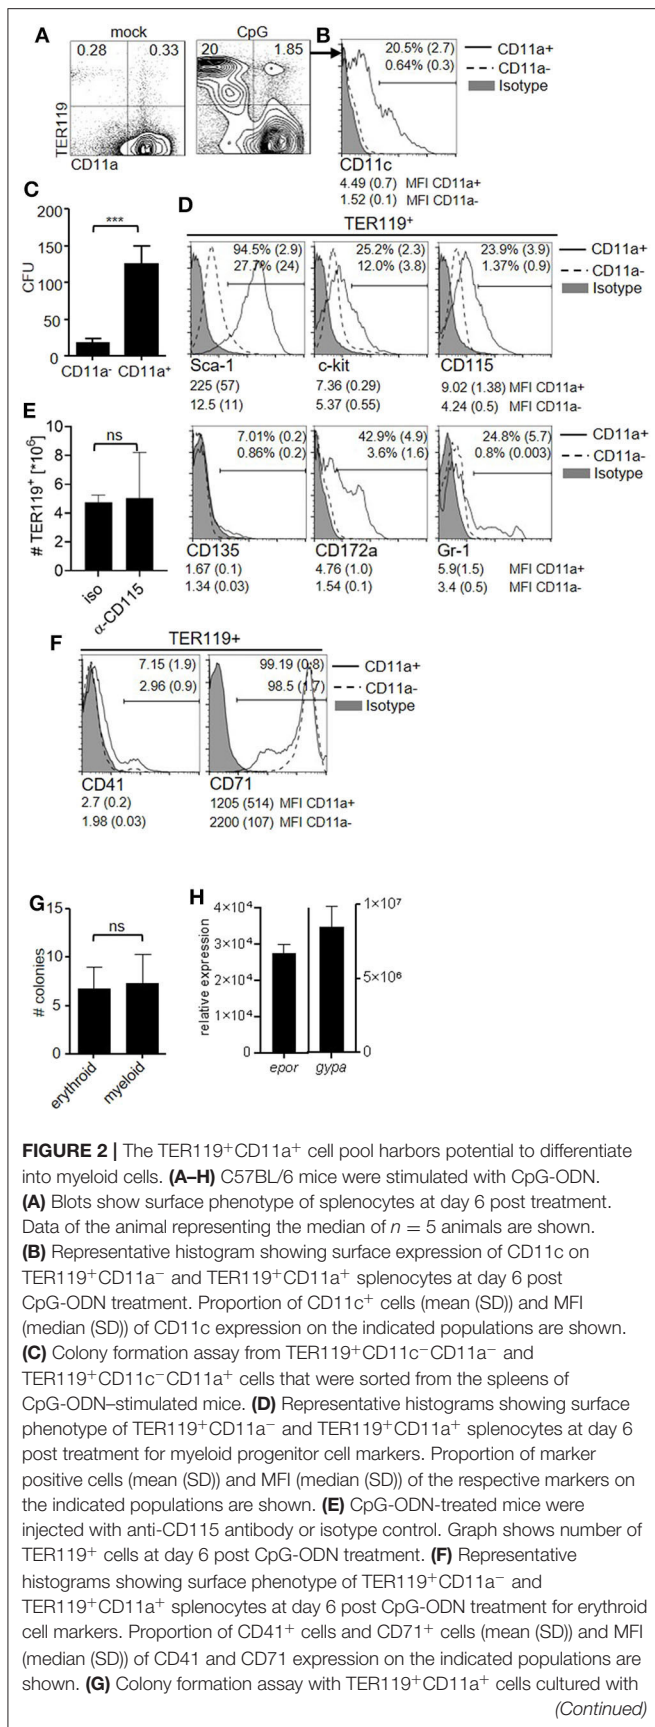 A
mock
CpG
0.28
0.33
20
1.85
TER119
CD11a
B
20.5% (2.7)
0.64% (0.3)
CD11a+
CD11a-
Isotype
CD11c
4.49 (0.7) MFI CD11a+
1.52 (0.1) MFI CD11a-
C
200
150
100
50
0
CFU
***
CD11a⁻ CD11a⁺
D
TER119⁺
94.5% (2.9)
27.7% (24)
25.2% (2.3)
12.0% (3.8)
23.9% (3.9)
1.37% (0.9)
CD11a+
CD11a-
Isotype
Sca-1
c-kit
CD115
225 (57)
7.36 (0.29)
9.02 (1.38) MFI CD11a+
12.5 (11)
5.37 (0.55)
4.24 (0.5) MFI CD11a-
E
10
8
6
4
2
0
# TER119⁺ [*10⁶]
ns
iso
α-CD115
7.01% (0.2)
0.86% (0.2)
42.9% (4.9)
3.6% (1.6)
24.8% (5.7)
0.8% (0.003)
CD11a+
CD11a-
Isotype
CD135
CD172a
Gr-1
1.67 (0.1)
4.76 (1.0)
5.9(1.5) MFI CD11a+
1.34 (0.03)
1.54 (0.1)
3.4 (0.5) MFI CD11a-
F
TER119+
7.15 (1.9)
2.96 (0.9)
99.19 (0.8)
98.5 (1.7)
CD11a+
CD11a-
Isotype
CD41
CD71
2.7 (0.2)
1205 (514) MFI CD11a+
1.98 (0.03)
2200 (107) MFI CD11a-
G
15
10
5
0
# colonies
ns
erythroid
myeloid
H
4×10⁴
3×10⁴
2×10⁴
1×10⁴
0
relative expression
1×10⁷
5×10⁶
0
epor gypa
FIGURE 2 | The TER119⁺CD11a⁺ cell pool harbors potential to differentiate
into myeloid cells. (A–H) C57BL/6 mice were stimulated with CpG-ODN.
(A) Blots show surface phenotype of splenocytes at day 6 post treatment.
Data of the animal representing the median of n = 5 animals are shown.
(B) Representative histogram showing surface expression of CD11c on
TER119⁺CD11a⁻ and TER119⁺CD11a⁺ splenocytes at day 6 post
CpG-ODN treatment. Proportion of CD11c⁺ cells (mean (SD)) and MFI
(median (SD)) of CD11c expression on the indicated populations are shown.
(C) Colony formation assay from TER119⁺CD11c⁻CD11a⁻ and
TER119⁺CD11c⁻CD11a⁺ cells that were sorted from the spleens of
CpG-ODN–stimulated mice. (D) Representative histograms showing surface
phenotype of TER119⁺CD11a⁻ and TER119⁺CD11a⁺ splenocytes at day 6
post treatment for myeloid progenitor cell markers. Proportion of marker
positive cells (mean (SD)) and MFI (median (SD)) of the respective markers on
the indicated populations are shown. (E) CpG-ODN-treated mice were
injected with anti-CD115 antibody or isotype control. Graph shows number of
TER119⁺ cells at day 6 post CpG-ODN treatment. (F) Representative
histograms showing surface phenotype of TER119⁺CD11a⁻ and
TER119⁺CD11a⁺ splenocytes at day 6 post CpG-ODN treatment for erythroid
cell markers. Proportion of CD41⁺ cells and CD71⁺ cells (mean (SD)) and MFI
(median (SD)) of CD41 and CD71 expression on the indicated populations are
shown. (G) Colony formation assay with TER119⁺CD11a⁺ cells cultured with
(Continued)